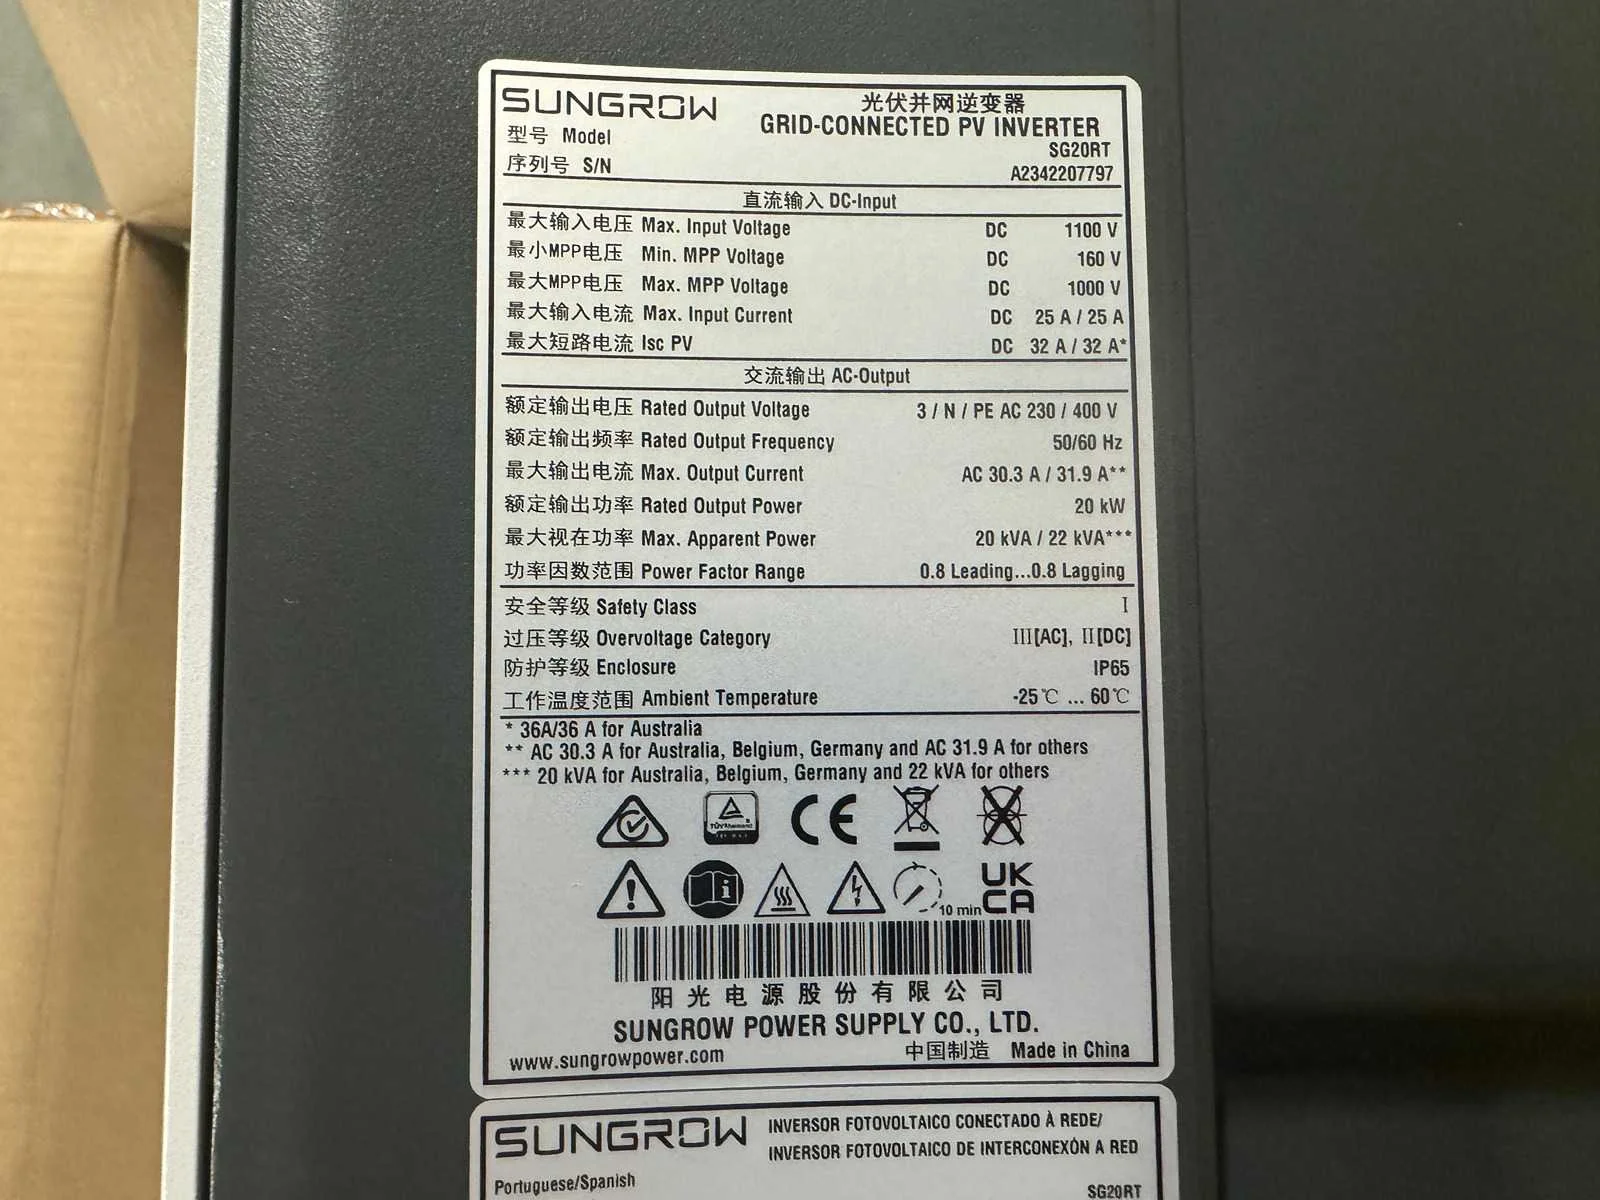 SUNGROW
光伏并网逆变器
GRID-CONNECTED PV INVERTER
型号 Model SG20RT
序列号 S/N A2342207797
直流输入 DC-Input
最大输入电压 Max. Input Voltage DC 1100 V
最小MPP电压 Min. MPP Voltage DC 160 V
最大MPP电压 Max. MPP Voltage DC 1000 V
最大输入电流 Max. Input Current DC 25 A / 25 A
最大短路电流 Isc PV DC 32 A / 32 A*
交流输出 AC-Output
额定输出电压 Rated Output Voltage 3 / N / PE AC 230 / 400 V
额定输出频率 Rated Output Frequency 50/60 Hz
最大输出电流 Max. Output Current AC 30.3 A / 31.9 A**
额定输出功率 Rated Output Power 20 kW
最大视在功率 Max. Apparent Power 20 kVA / 22 kVA***
功率因数范围 Power Factor Range 0.8 Leading...0.8 Lagging
安全等级 Safety Class I
过压等级 Overvoltage Category III[AC], II[DC]
防护等级 Enclosure IP65
工作温度范围 Ambient Temperature -25℃ ... 60℃
* 36A/36 A for Australia
** AC 30.3 A for Australia, Belgium, Germany and AC 31.9 A for others
*** 20 kVA for Australia, Belgium, Germany and 22 kVA for others
TÜVRheinland
CE
10 min
UK
CA
阳光电源股份有限公司
SUNGROW POWER SUPPLY CO., LTD.
www.sungrowpower.com 中国制造 Made in China
SUNGROW
INVERSOR FOTOVOLTAICO CONECTADO À REDE/
INVERSOR FOTOVOLTAICO DE INTERCONEXÓN A RED
Portuguese/Spanish
SG20RT